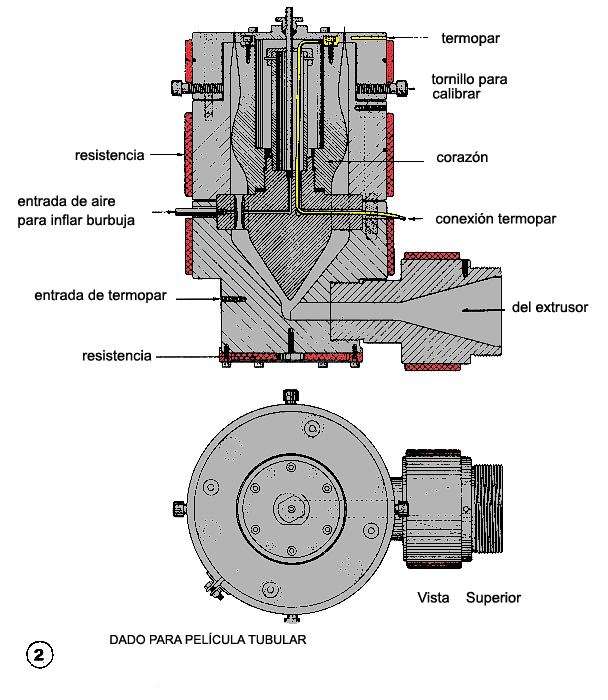 termopar
tornillo para
calibrar
resistencia
corazón
entrada de aire
para inflar burbuja
conexión termopar
entrada de termopar
del extrusor
resistencia
Vista Superior
DADO PARA PELÍCULA TUBULAR
2